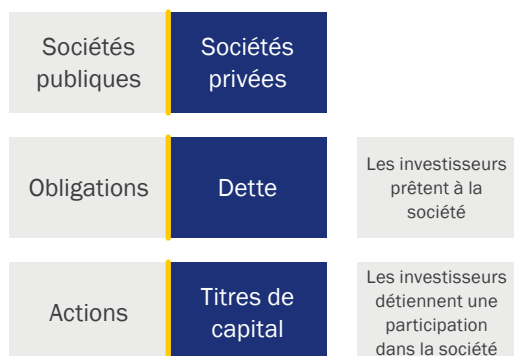 Sociétés
publiques
Sociétés
privées
Obligations
Dette
Les investisseurs
prêtent à la
société
Actions
Titres de
capital
Les investisseurs
détiennent une
participation
dans la société